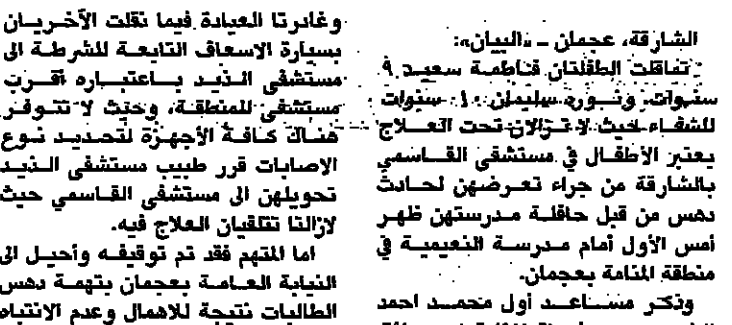 الشارقة، عجمان ـ «البيان»:
تماثلت الطفلتان فاطمة سعيد ٩
سنوات ونورة سليمان ١٠ سنوات
للشفاء حيث لا تزالان تحت العلاج
يعتبر الأطفال في مستشفى القاسمي
بالشارقة من جراء تعرضهن لحادث
دهس من قبل حافلة مدرستهن ظهر
أمس الأول أمام مدرسة النعيمية في
منطقة المنامة بعجمان.
وذكر مساعد أول محمد احمد
وغادرتا العيادة فيما نقلت الآخريان
بسيارة الاسعاف التابعة للشرطة الى
مستشفى الذيد باعتباره أقرب
مستشفى للمنطقة، وحيث لا تتوفر
هناك كافة الأجهزة لتحديد نوع
الاصابات قرر طبيب مستشفى الذيد
تحويلهن الى مستشفى القاسمي حيث
لازالتا تتلقيان العلاج فيه.
اما المتهم فقد تم توقيفه وأحيل الى
النيابة العامة بعجمان بتهمة دهس
الطالبات نتيجة للاهمال وعدم الانتباه